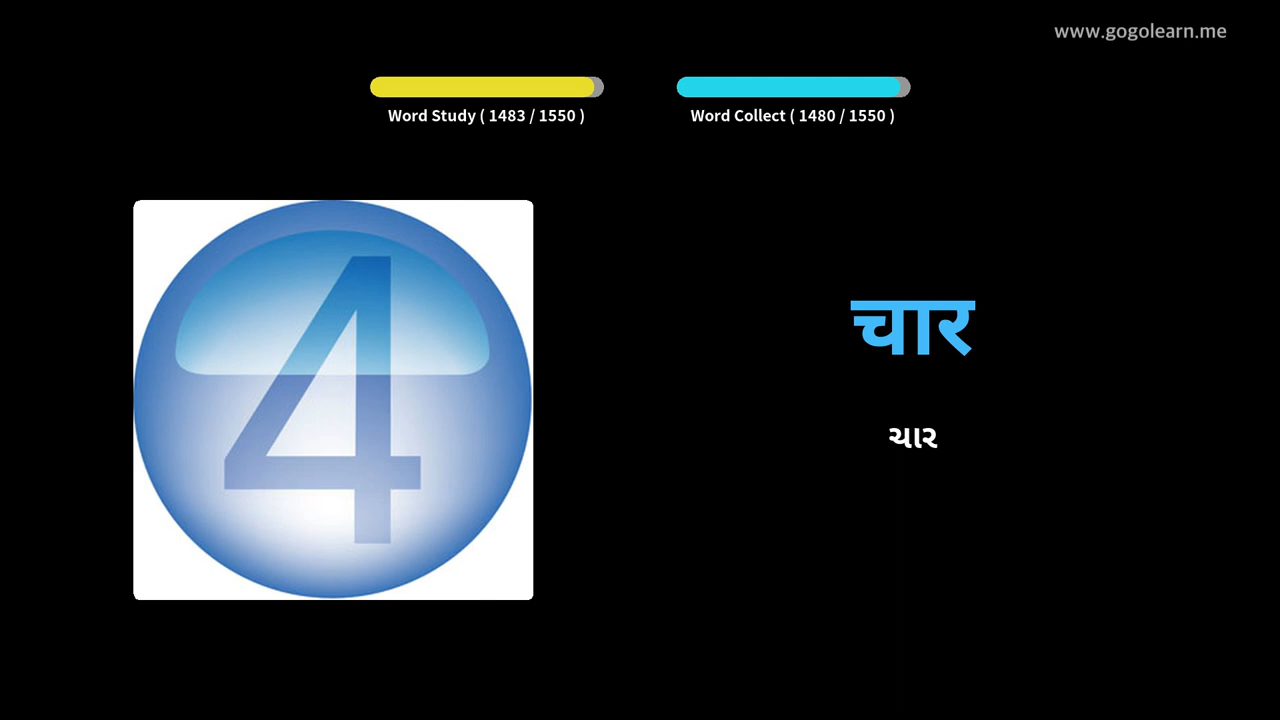 www.gogolearn.me
Word Study ( 1483 / 1550 )
Word Collect ( 1480 / 1550 )
4
चार
ચાર